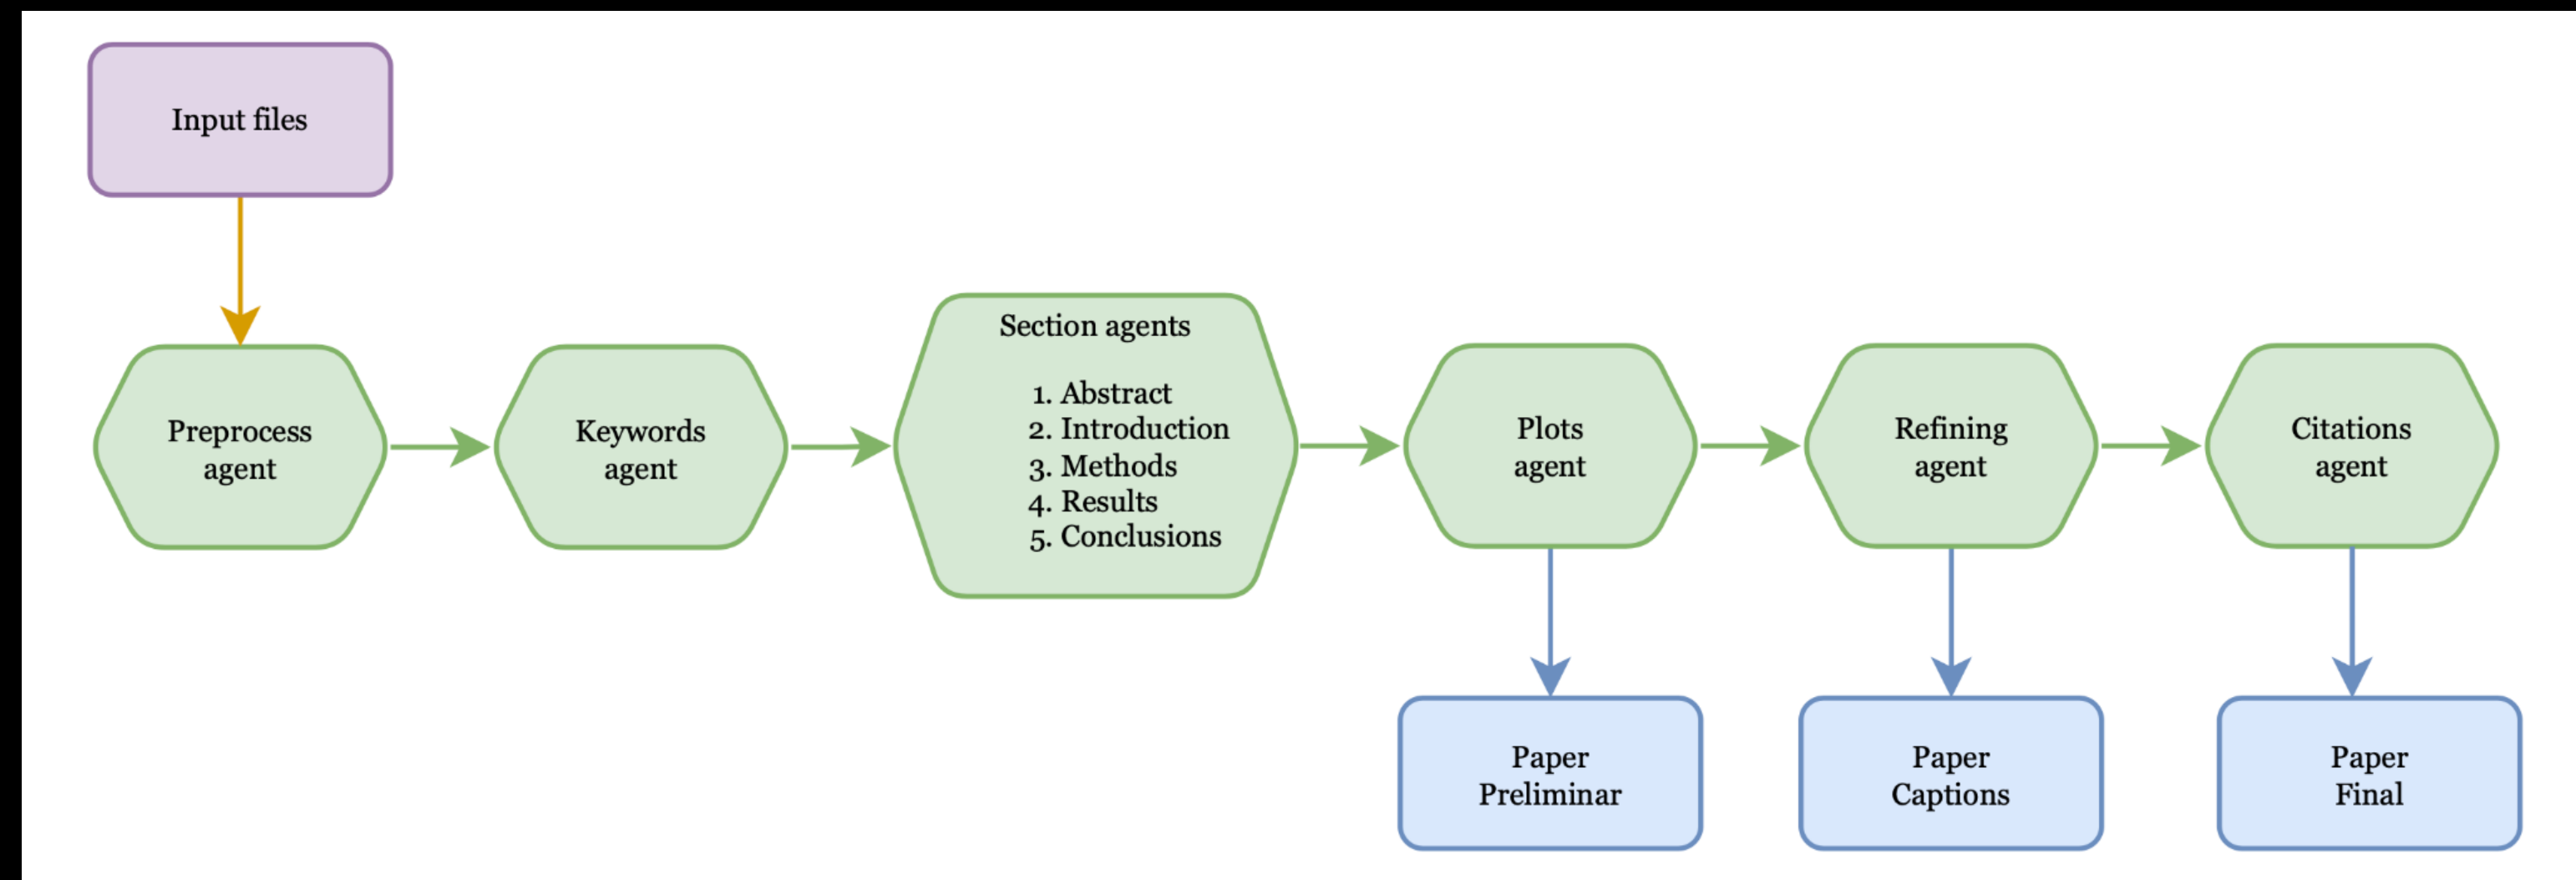 Input files
Preprocess
agent
Keywords
agent
Section agents
1. Abstract
2. Introduction
3. Methods
4. Results
5. Conclusions
Plots
agent
Refining
agent
Citations
agent
Paper
Preliminar
Paper
Captions
Paper
Final